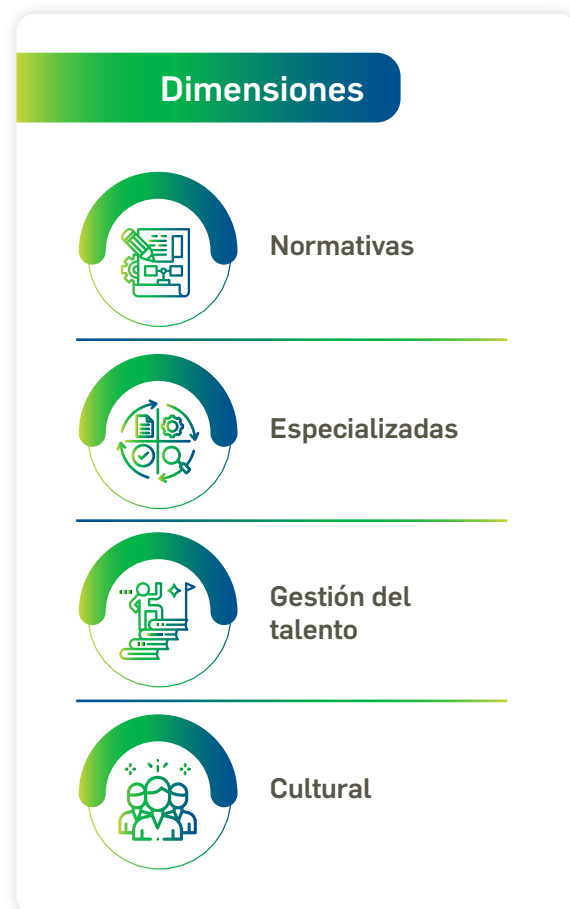 Dimensiones
Normativas
Especializadas
Gestión del
talento
Cultural